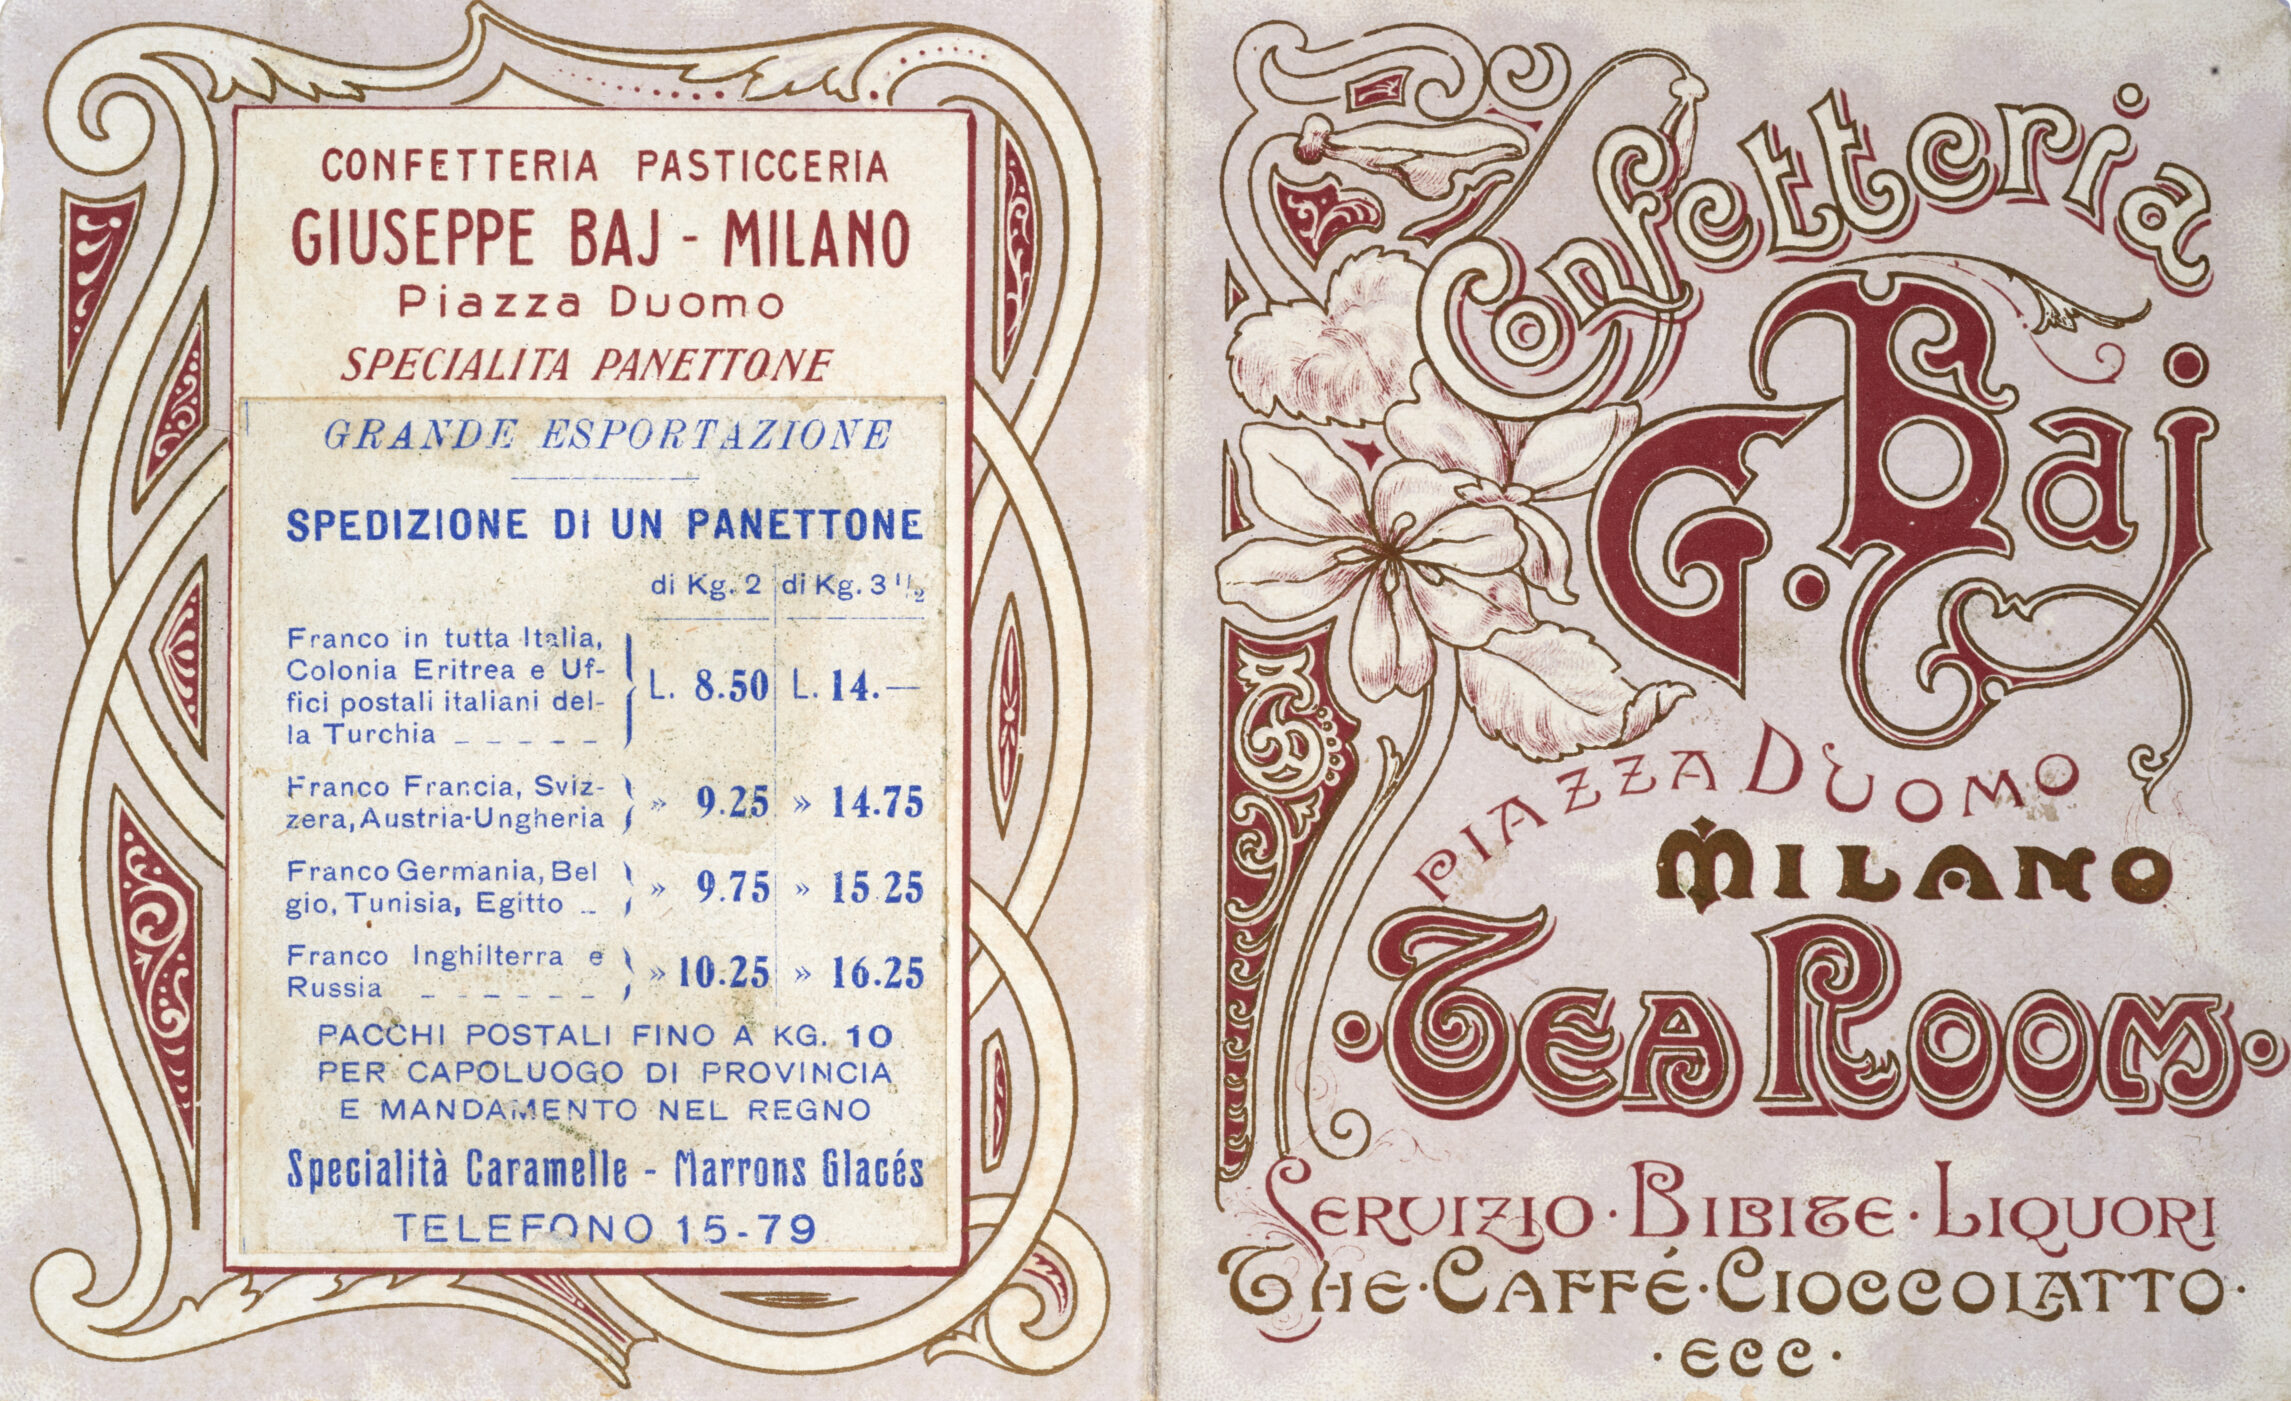 CONFETTERIA PASTICCERIA
GIUSEPPE BAJ - MILANO
Piazza Duomo
SPECIALITA PANETTONE
GRANDE ESPORTAZIONE
SPEDIZIONE DI UN PANETTONE
di Kg. 2 di Kg. 3 1/2
Franco in tutta Italia,
Colonia Eritrea e Uf-
fici postali italiani del-
la Turchia _ _ _ _ _ L. 8.50 L. 14.—
Franco Francia, Sviz-
zera, Austria-Ungheria » 9.25 » 14.75
Franco Germania, Bel
gio, Tunisia, Egitto _ » 9.75 » 15 25
Franco Inghilterra e
Russia _ _ _ _ _ _ » 10.25 » 16.25
PACCHI POSTALI FINO A KG. 10
PER CAPOLUOGO DI PROVINCIA
E MANDAMENTO NEL REGNO
Specialità Caramelle - Marrons Glacés
TELEFONO 15-79
Confetteria
G. Baj
PIAZZA DUOMO
MILANO
· TEA ROOM ·
SERVIZIO · BIBITE · LIQUORI
THE · CAFFÉ · CIOCCOLATTO ·
· ECC ·